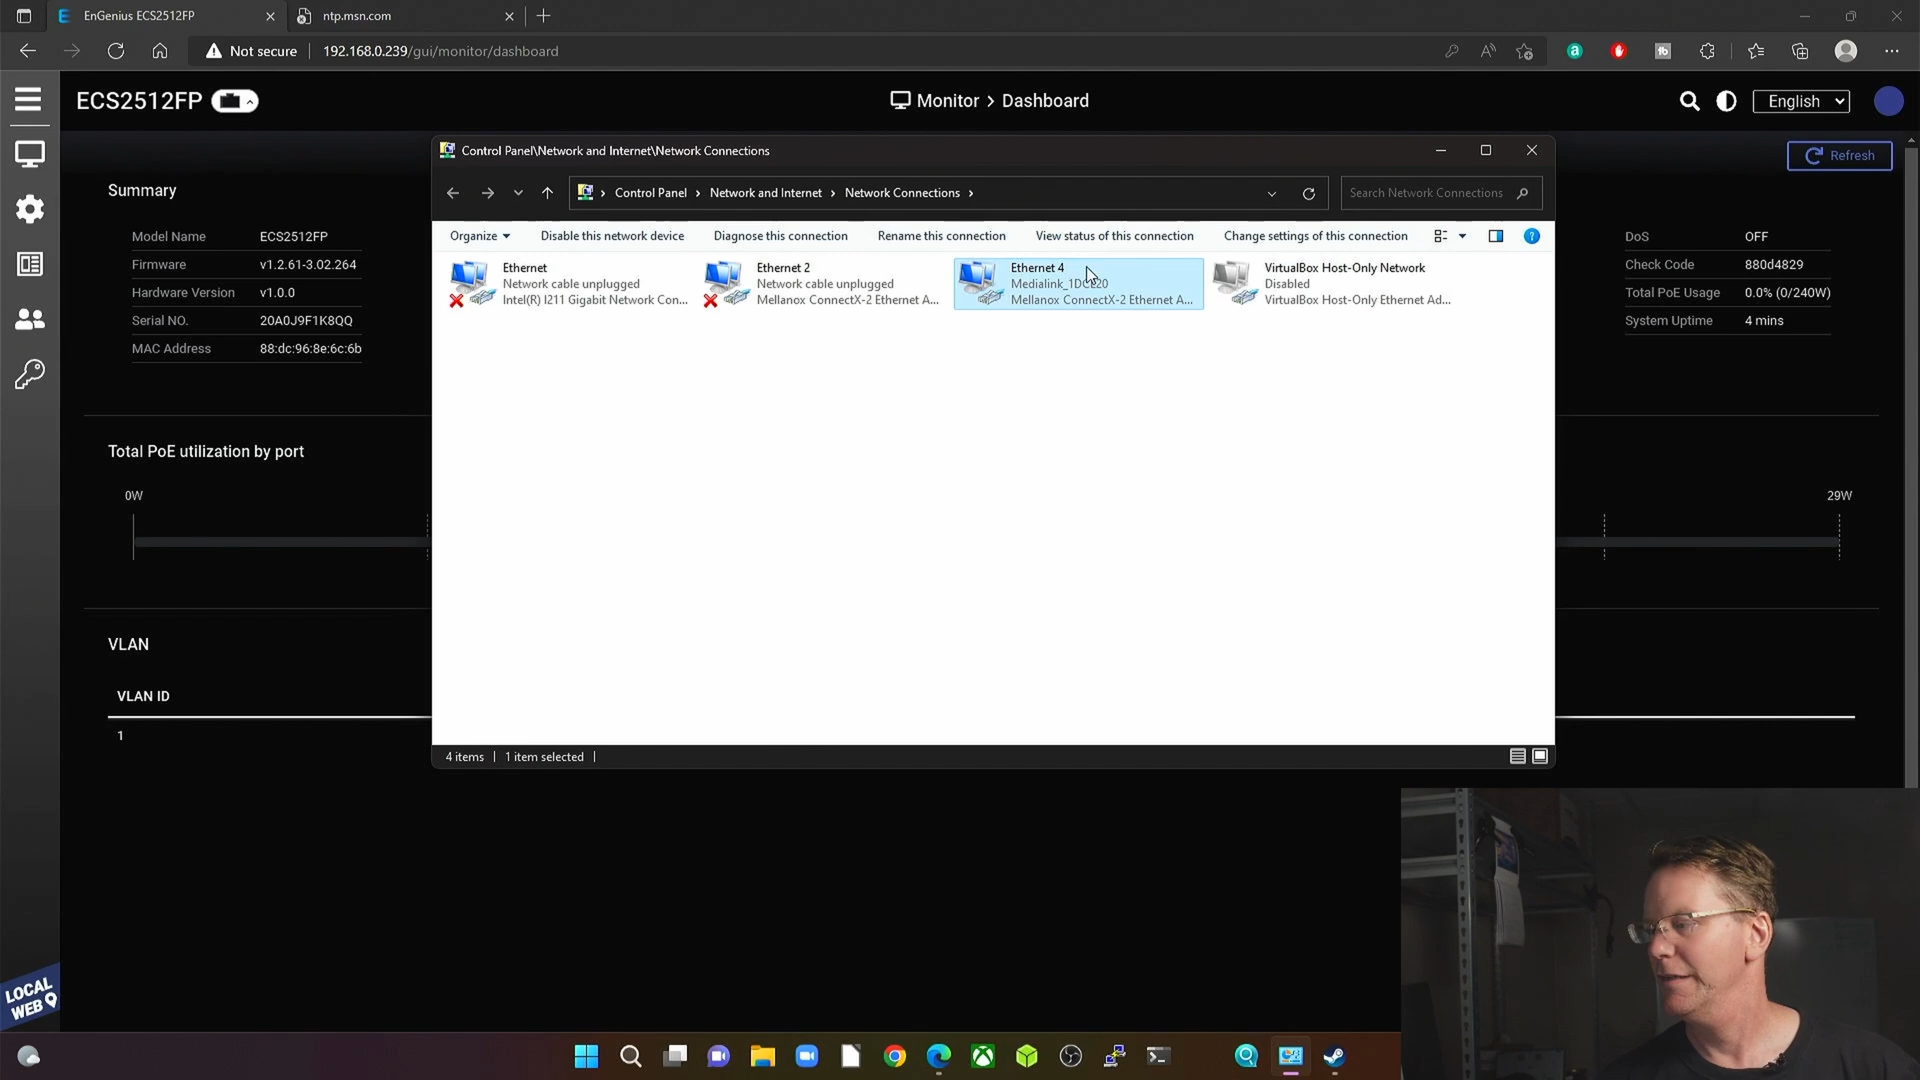 EnGenius ECS2512FP
ntp.msn.com
Not secure
192.168.0.239/gui/monitor/dashboard
ECS2512FP
Monitor > Dashboard
English
Refresh
Summary
Model Name ECS2512FP
Firmware v1.2.61-3.02.264
Hardware Version v1.0.0
Serial NO. 20A0J9F1K8QQ
MAC Address 88:dc:96:8e:6c:6b
DoS OFF
Check Code 880d4829
Total PoE Usage 0.0% (0/240W)
System Uptime 4 mins
Total PoE utilization by port
0W
29W
VLAN
VLAN ID
1
Control Panel\Network and Internet\Network Connections
Control Panel > Network and Internet > Network Connections >
Search Network Connections
Organize
Disable this network device
Diagnose this connection
Rename this connection
View status of this connection
Change settings of this connection
Ethernet
Network cable unplugged
Intel(R) I211 Gigabit Network Con...
Ethernet 2
Network cable unplugged
Mellanox ConnectX-2 Ethernet A...
Ethernet 4
Mellanox ConnectX-2 Ethernet A...
VirtualBox Host-Only Network
Disabled
VirtualBox Host-Only Ethernet Ad...
4 items
1 item selected
LOCAL
WEB